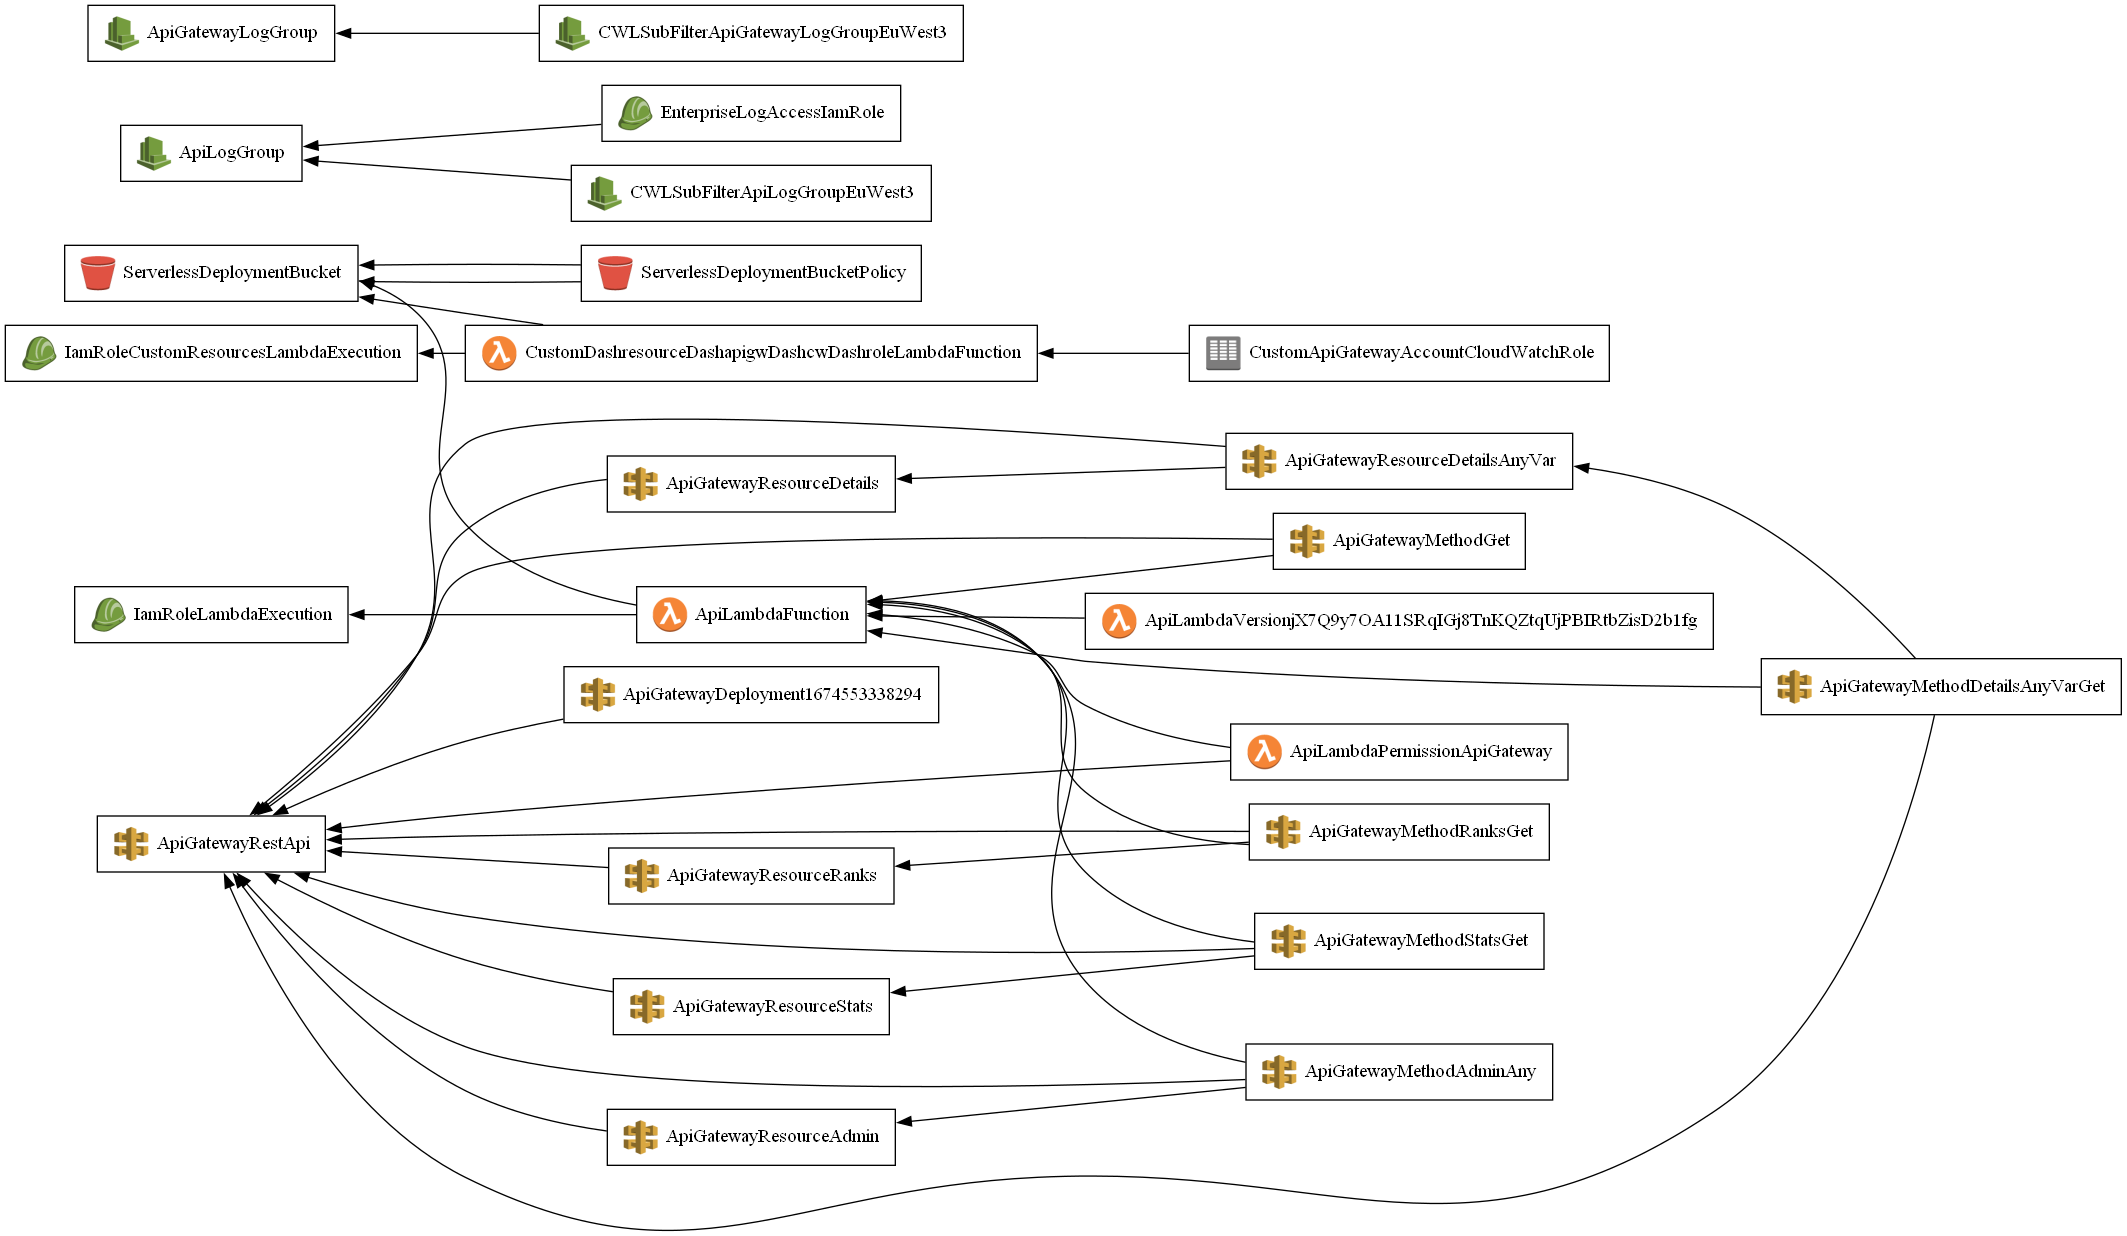 ApiGatewayLogGroup
CWLSubFilterApiGatewayLogGroupEuWest3
EnterpriseLogAccessIamRole
ApiLogGroup
CWLSubFilterApiLogGroupEuWest3
ServerlessDeploymentBucket
ServerlessDeploymentBucketPolicy
IamRoleCustomResourcesLambdaExecution
CustomDashresourceDashapigwDashcwDashroleLambdaFunction
CustomApiGatewayAccountCloudWatchRole
ApiGatewayResourceDetailsAnyVar
ApiGatewayResourceDetails
ApiGatewayMethodGet
IamRoleLambdaExecution
ApiLambdaFunction
ApiLambdaVersionjX7Q9y7OA11SRqIGj8TnKQZtqUjPBIRtbZisD2b1fg
ApiGatewayDeployment1674553338294
ApiGatewayMethodDetailsAnyVarGet
ApiLambdaPermissionApiGateway
ApiGatewayRestApi
ApiGatewayMethodRanksGet
ApiGatewayResourceRanks
ApiGatewayMethodStatsGet
ApiGatewayResourceStats
ApiGatewayMethodAdminAny
ApiGatewayResourceAdmin